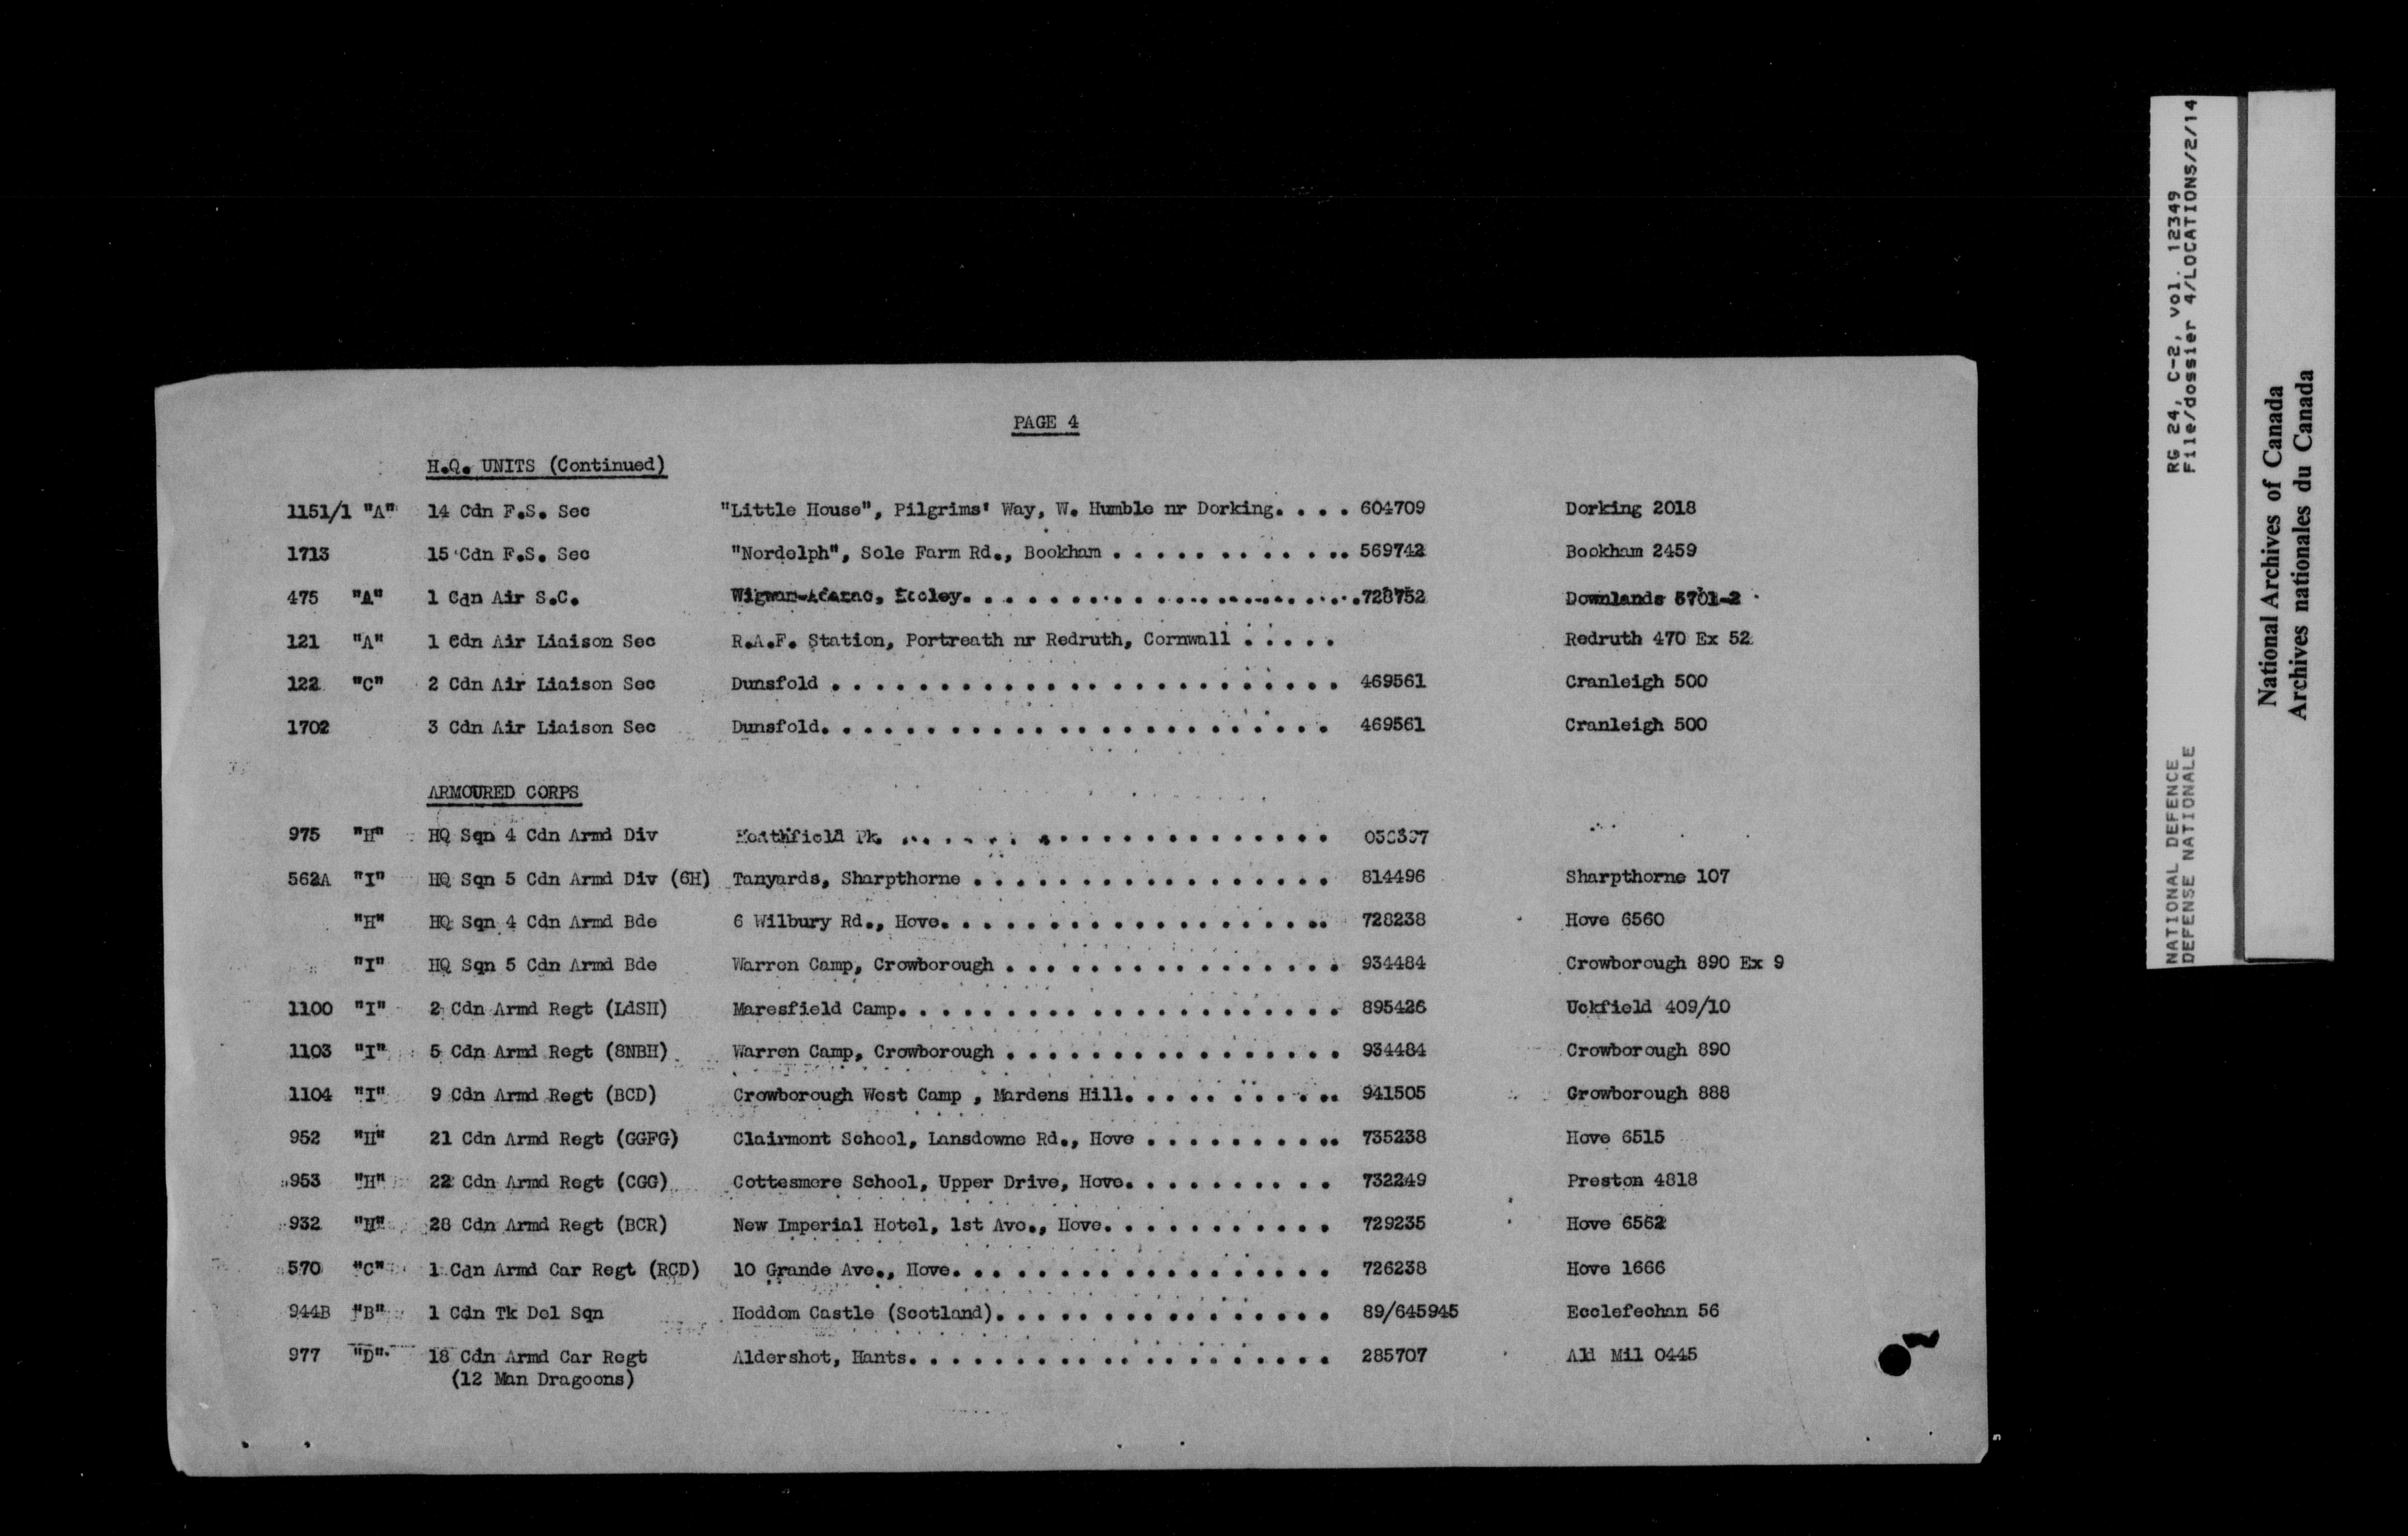 PAGE 4
H.Q. UNITS (Continued)
1151/1 "A" 14 Cdn F.S. Sec "Little House", Pilgrims' Way, W. Humble nr Dorking. . . . 604709 Dorking 2018
1713 15 Cdn F.S. Sec "Nordelph", Sole Farm Rd., Bookham . . . . . . . . . . . .. 569742 Bookham 2459
475 "A" 1 Cdn Air S.C. 728752 Downlands
121 "A" 1 Cdn Air Liaison Sec R.A.F. Station, Portreath nr Redruth, Cornwall . . . . . Redruth 470 Ex 52
122 "C" 2 Cdn Air Liaison Sec Dunsfold . . . . . . . . . . . . . . . . . . . . . . . . 469561 Cranleigh 500
1702 3 Cdn Air Liaison Sec Dunsfold. . . . . . . . . . . . . . . . . . . . . . . . 469561 Cranleigh 500
ARMOURED CORPS
975 "H" HQ Sqn 4 Cdn Armd Div Heathfield Pk. . . . . . . . . . . . . . . . . . . .
562A "I" HQ Sqn 5 Cdn Armd Div (6H) Tanyards, Sharpthorne . . . . . . . . . . . . . . . . . 814496 Sharpthorne 107
"H" HQ Sqn 4 Cdn Armd Bde 6 Wilbury Rd., Hove. . . . . . . . . . . . . . . . . . .. 728238 Hove 6560
"I" HQ Sqn 5 Cdn Armd Bde Warren Camp, Crowborough . . . . . . . . . . . . . . . . 934484 Crowborough 890 Ex 9
1100 "I" 2 Cdn Armd Regt (LdSH) Maresfield Camp. . . . . . . . . . . . . . . . . . . . . 895426 Uckfield 409/10
1103 "I" 5 Cdn Armd Regt (8NBH) Warren Camp, Crowborough . . . . . . . . . . . . . . . . 934484 Crowborough 890
1104 "I" 9 Cdn Armd Regt (BCD) Crowborough West Camp , Mardens Hill. . . . . . . . . . .. 941505 Crowborough 888
952 "H" 21 Cdn Armd Regt (GGFG) Clairmont School, Lansdowne Rd., Hove . . . . . . . . . .. 735238 Hove 6515
953 "H" 22 Cdn Armd Regt (CGG) Cottesmore School, Upper Drive, Hove. . . . . . . . . . 732249 Preston 4818
932 "H" 28 Cdn Armd Regt (BCR) New Imperial Hotel, 1st Ave., Hove. . . . . . . . . . . 729235 Hove 6562
570 "C" 1 Cdn Armd Car Regt (RCD) 10 Grande Ave., Hove. . . . . . . . . . . . . . . . . . 726238 Hove 1666
944B "B" 1 Cdn Tk Del Sqn Hoddom Castle (Scotland). . . . . . . . . . . . . . . . 89/645945 Ecclefechan 56
977 "D" 18 Cdn Armd Car Regt Aldershot, Hants. . . . . . . . . . . . . . . . . . . . 285707 Ald Mil 0445
(12 Man Dragoons)
NATIONAL DEFENCE RG 24, C-2, vol. 12349
DEFENSE NATIONALE File/dossier 4/LOCATIONS/2/14
National Archives of Canada
Archives nationales du Canada